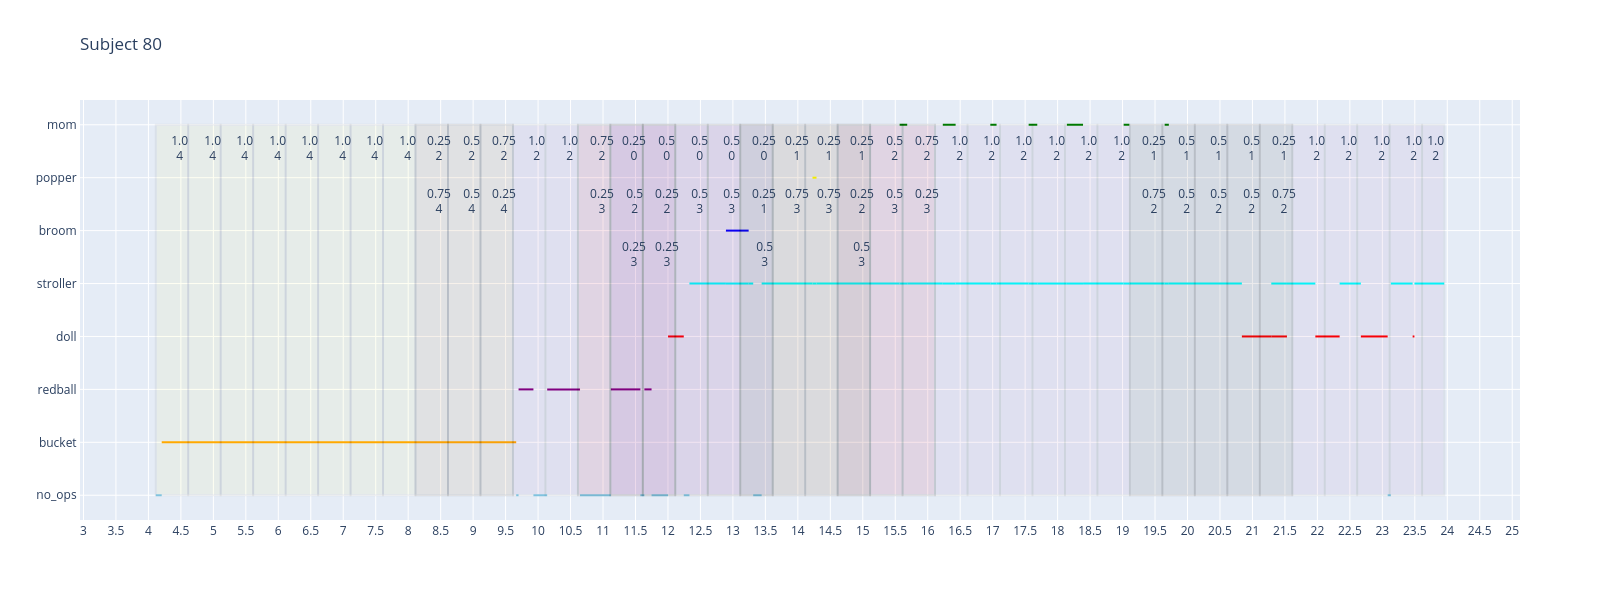 Subject 80
mom
1.0 1.0 1.0 1.0 1.0 1.0 1.0 1.0 0.25 0.5 0.75 1.0 1.0 0.75 0.25 0.5 0.5 0.5 0.25 0.25 0.25 0.25 0.5 0.75 1.0 1.0 1.0 1.0 1.0 1.0 0.25 0.5 0.5 0.5 0.25 1.0 1.0 1.0 1.0 1.0
4 4 4 4 4 4 4 4 2 2 2 2 2 2 0 0 0 0 0 1 1 1 2 2 2 2 2 2 2 2 1 1 1 1 1 2 2 2 2 2
popper
0.75 0.5 0.25 0.25 0.5 0.25 0.5 0.5 0.25 0.75 0.75 0.25 0.5 0.25 0.75 0.5 0.5 0.5 0.75
4 4 4 3 2 2 3 3 1 3 3 2 3 3 2 2 2 2 2
broom
0.25 0.25 0.5 0.5
3 3 3 3
stroller
doll
redball
bucket
no_ops
3 3.5 4 4.5 5 5.5 6 6.5 7 7.5 8 8.5 9 9.5 10 10.5 11 11.5 12 12.5 13 13.5 14 14.5 15 15.5 16 16.5 17 17.5 18 18.5 19 19.5 20 20.5 21 21.5 22 22.5 23 23.5 24 24.5 25